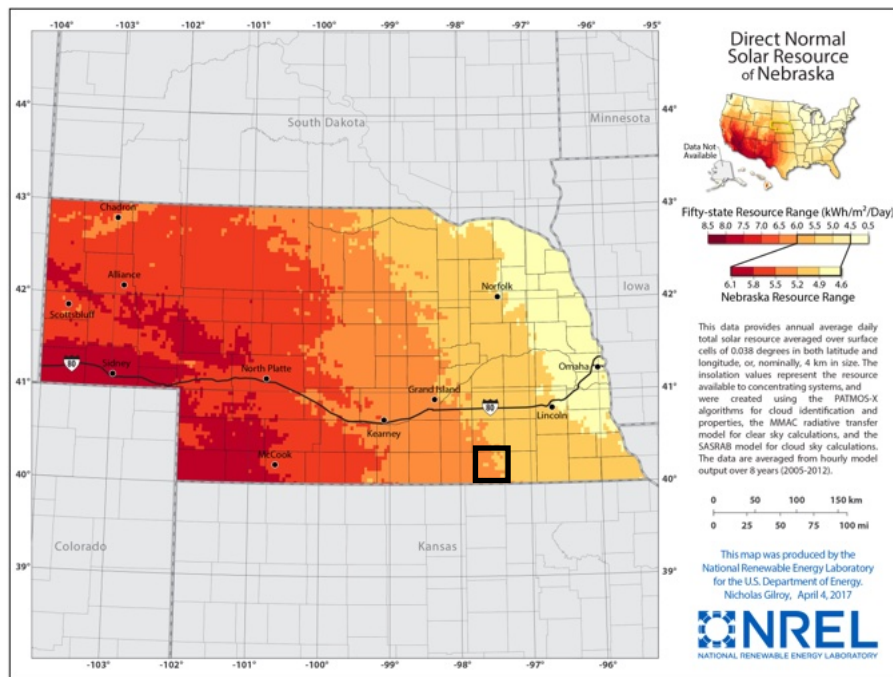 -104°
-103°
-102°
-101°
-100°
-99°
-98°
-97°
-96°
-95°
44°
43°
42°
41°
40°
39°
44°
43°
42°
41°
40°
39°
South Dakota
Minnesota
Iowa
Colorado
Kansas
Chadron
Alliance
Scottsbluff
Sidney
80
North Platte
McCook
Kearney
Grand Island
80
Norfolk
Omaha
Lincoln
-103°
-102°
-101°
-100°
-99°
-98°
-97°
-96°
Direct Normal
Solar Resource
of Nebraska
Data Not
Available
Fifty-state Resource Range (kWh/m²/Day)
8.5 8.0 7.5 7.0 6.5 6.0 5.5 5.0 4.5 0.5
6.1 5.8 5.5 5.2 4.9 4.6
Nebraska Resource Range
This data provides annual average daily
total solar resource averaged over surface
cells of 0.038 degrees in both latitude and
longitude, or, nominally, 4 km in size. The
insolation values represent the resource
available to concentrating systems, and
were created using the PATMOS-X
algorithms for cloud identification and
properties, the MMAC radiative transfer
model for clear sky calculations, and the
SASRAB model for cloud sky calculations.
The data are averaged from hourly model
output over 8 years (2005-2012).
0 50 100 150 km
0 25 50 75 100 mi
This map was produced by the
National Renewable Energy Laboratory
for the U.S. Department of Energy.
Nicholas Gilroy, April 4, 2017
NREL
NATIONAL RENEWABLE ENERGY LABORATORY